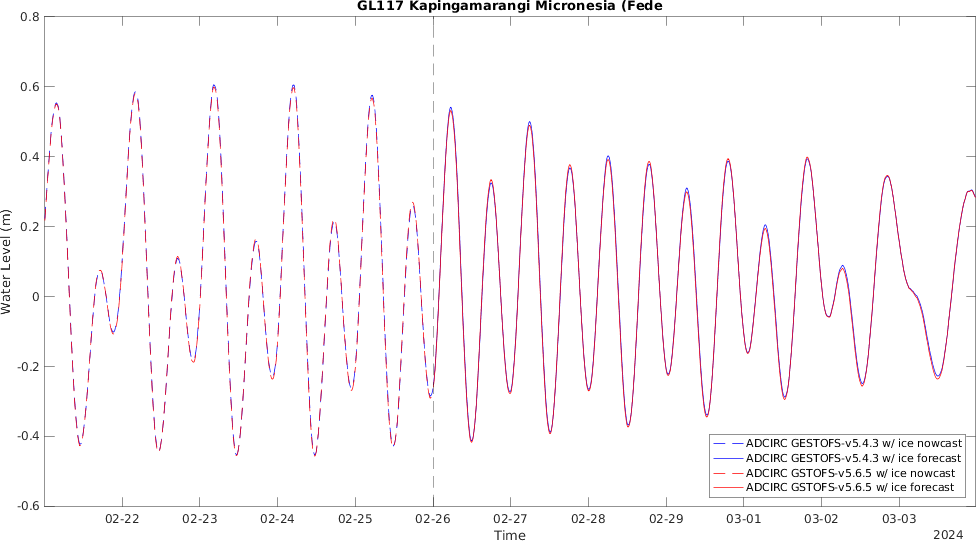 GL117 Kapingamarangi Micronesia (Fede
0.8
0.6
0.4
0.2
0
-0.2
-0.4
-0.6
Water Level (m)
02-22 02-23 02-24 02-25 02-26 02-27 02-28 02-29 03-01 03-02 03-03
Time
2024
ADCIRC GESTOFS-v5.4.3 w/ ice nowcast
ADCIRC GESTOFS-v5.4.3 w/ ice forecast
ADCIRC GSTOFS-v5.6.5 w/ ice nowcast
ADCIRC GSTOFS-v5.6.5 w/ ice forecast